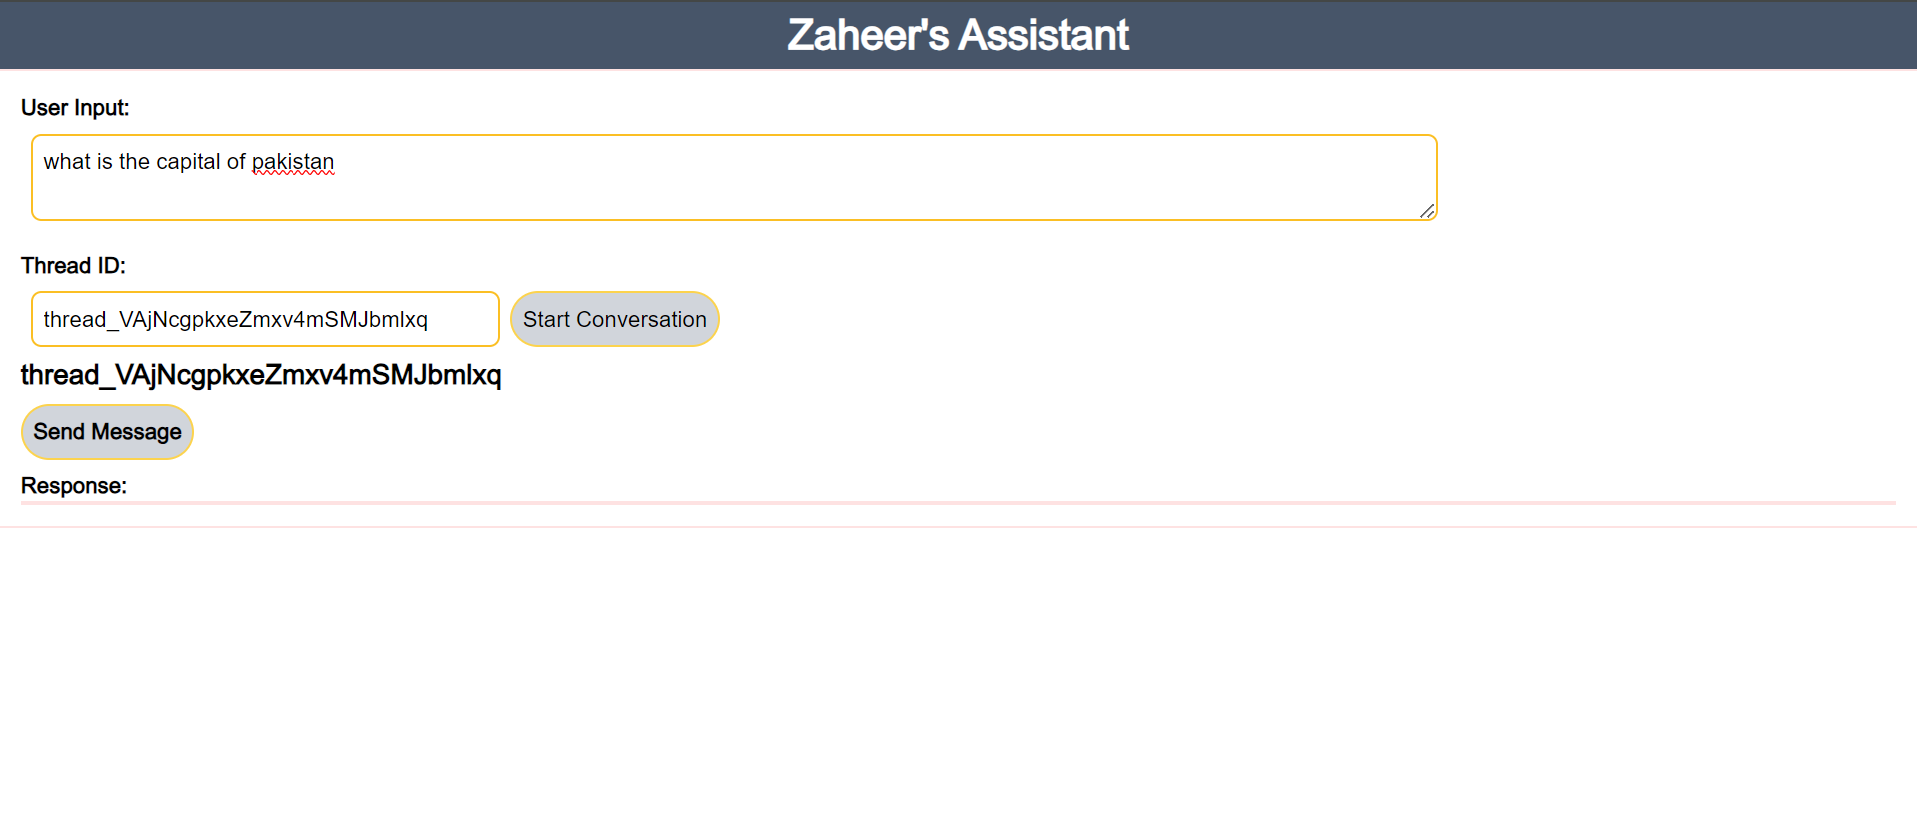 Zaheer's Assistant
User Input:
what is the capital of pakistan
Thread ID:
thread_VAjNcgpkxeZmxv4mSMJbmlxq
Start Conversation
thread_VAjNcgpkxeZmxv4mSMJbmlxq
Send Message
Response: